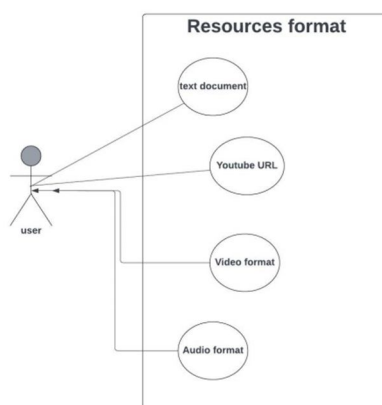 Resources format
text document
Youtube URL
user
Video format
Audio format